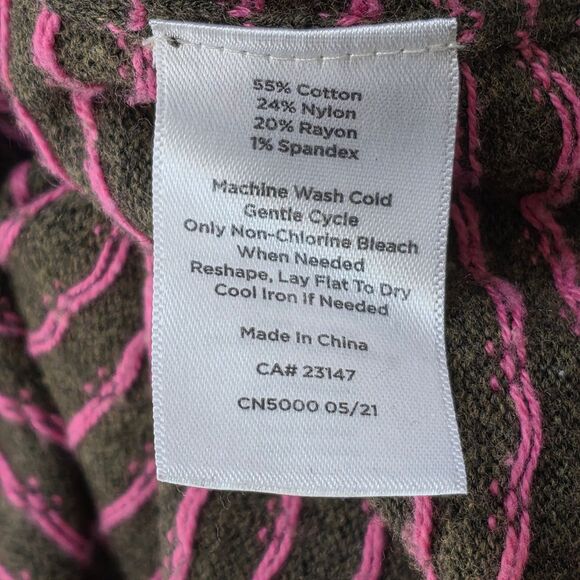 55% Cotton
24% Nylon
20% Rayon
1% Spandex
Machine Wash Cold
Gentle Cycle
Only Non-Chlorine Bleach
When Needed
Reshape, Lay Flat To Dry
Cool Iron If Needed
Made In China
CA# 23147
CN5000 05/21